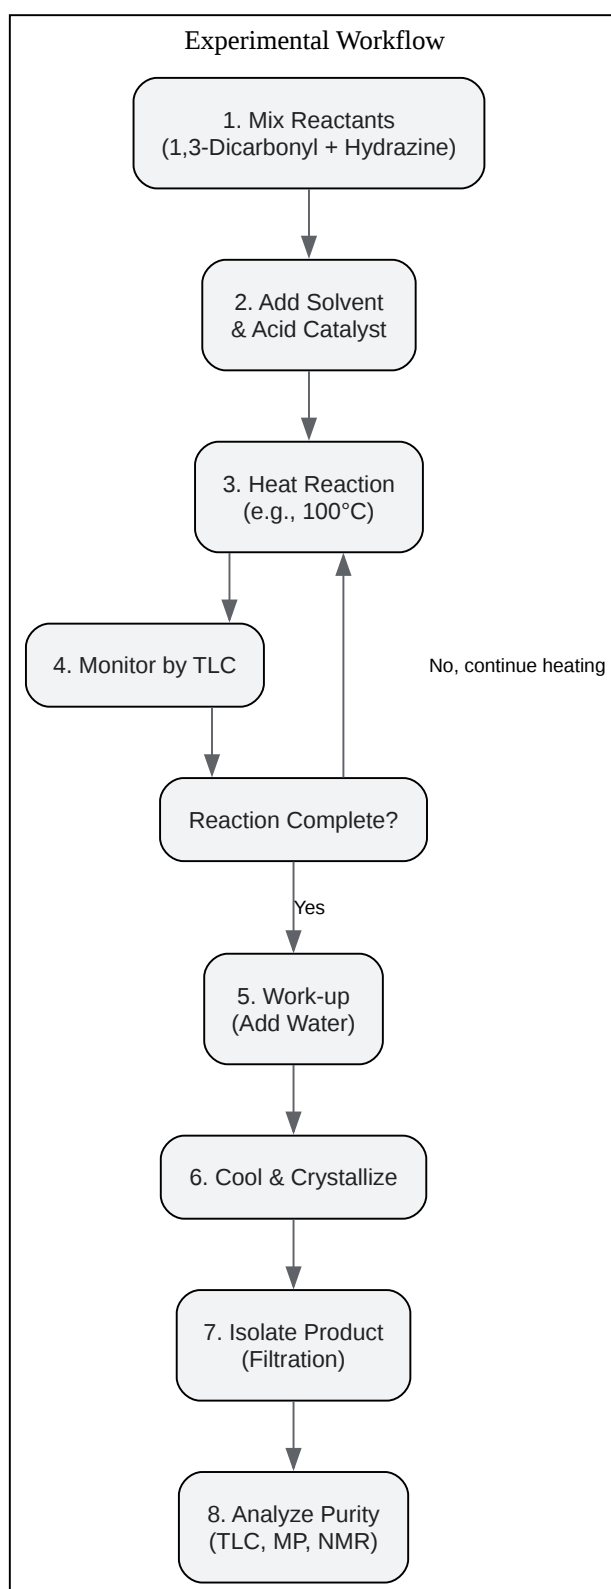 Experimental Workflow
1. Mix Reactants
(1,3-Dicarbonyl + Hydrazine)
2. Add Solvent
& Acid Catalyst
3. Heat Reaction
(e.g., 100°C)
4. Monitor by TLC
No, continue heating
Reaction Complete?
Yes
5. Work-up
(Add Water)
6. Cool & Crystallize
7. Isolate Product
(Filtration)
8. Analyze Purity
(TLC, MP, NMR)